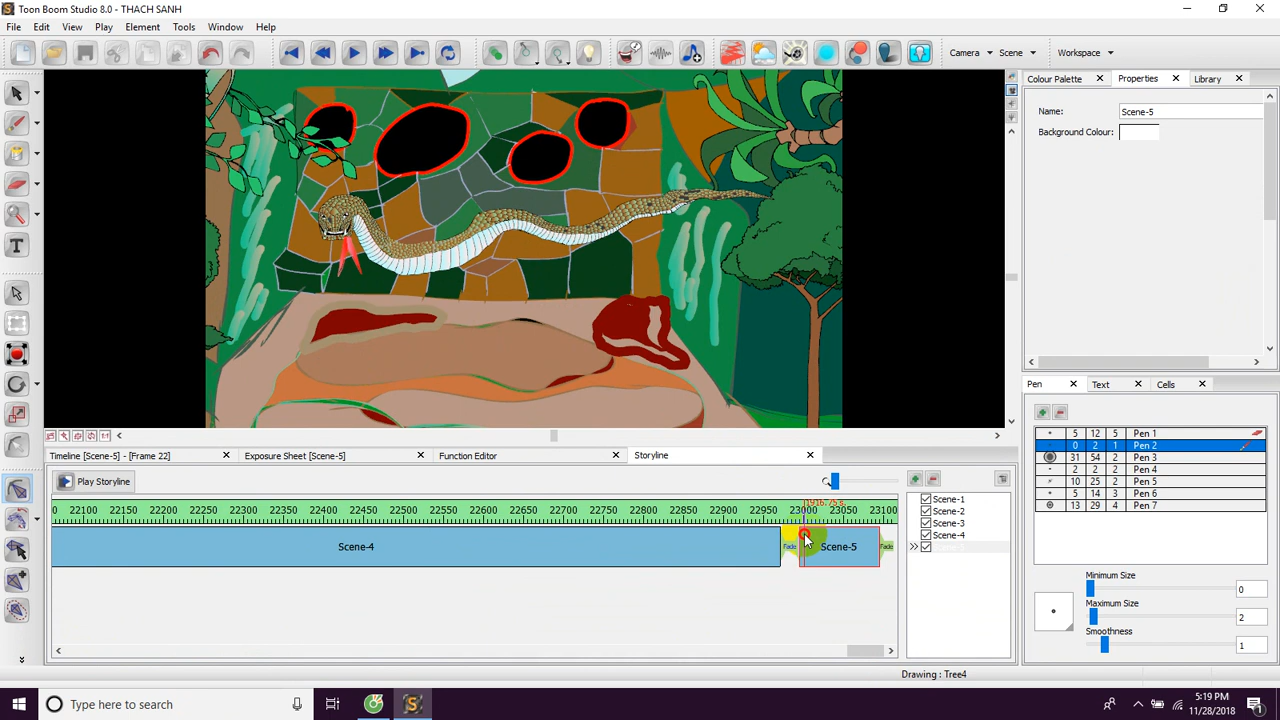 Toon Boom Studio 8.0 - THACH SANH
File Edit View Play Element Tools Window Help
Camera Scene Workspace
Colour Palette Properties Library
Name: Scene-5
Background Colour:
Pen Text Cells
5 12 5 Pen 1
0 2 1 Pen 2
31 54 2 Pen 3
2 2 2 Pen 4
10 25 2 Pen 5
5 14 3 Pen 6
13 29 4 Pen 7
Minimum Size
0
Maximum Size
2
Smoothness
1
Timeline [Scene-5] - [Frame 22] Exposure Sheet [Scene-5] Function Editor Storyline
Play Storyline
1916.75's
0 22100 22150 22200 22250 22300 22350 22400 22450 22500 22550 22600 22650 22700 22750 22800 22850 22900 22950 23000 23050 23100
Scene-4 Fade Scene-5 Fade
Scene-1
Scene-2
Scene-3
Scene-4
Drawing : Tree4
Type here to search
5:19 PM
11/28/2018